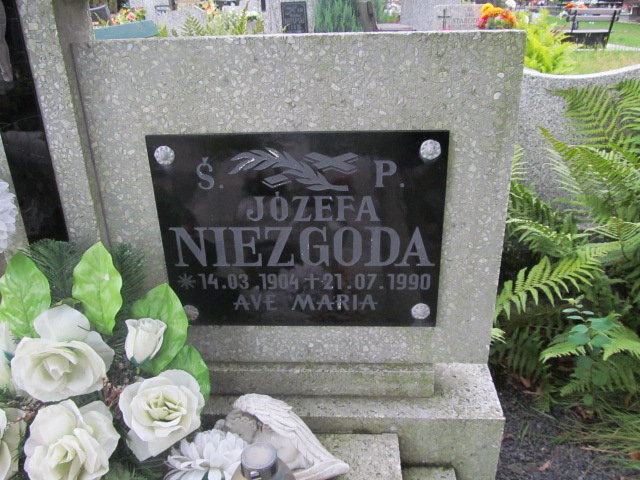 Ś. P.
JÓZEFA
NIEZGODA
*14.03.1904 +21.07.1990
AVE MARIA